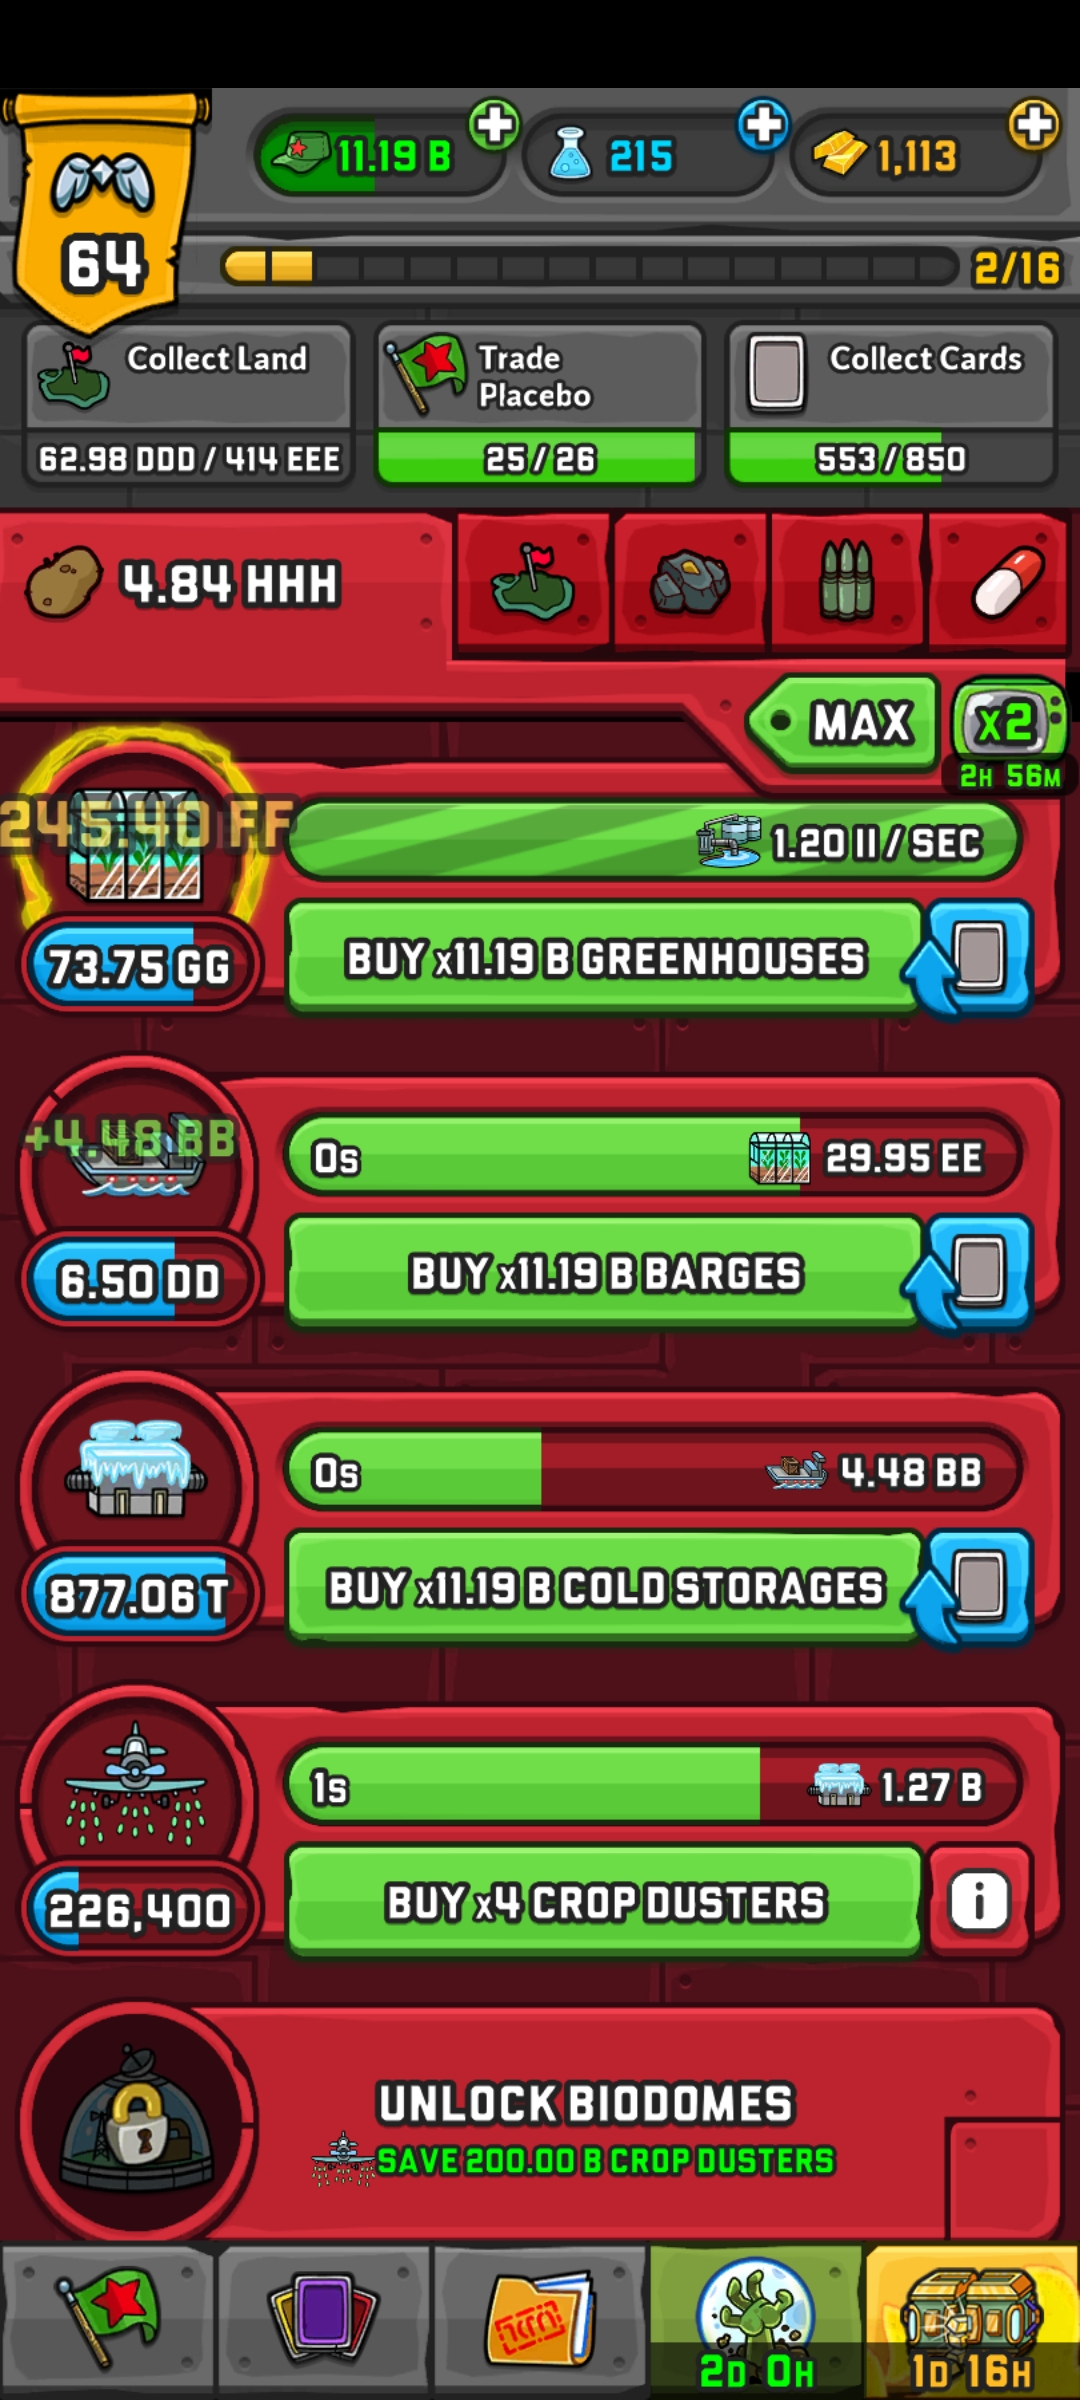 11.19 B
215
1,113
64
2/16
Collect Land
62.98 DDD / 414 EEE
Trade
Placebo
25 / 26
Collect Cards
553 / 850
4.84 HHH
MAX
x2
2H 56M
245.40 FF
1.20 II / SEC
73.75 GG
BUY x11.19 B GREENHOUSES
+4.48 BB
0s
29.95 EE
6.50 DD
BUY x11.19 B BARGES
0s
4.48 BB
877.06 T
BUY x11.19 B COLD STORAGES
1s
1.27 B
226,400
BUY x4 CROP DUSTERS
i
UNLOCK BIODOMES
SAVE 200.00 B CROP DUSTERS
2D 0H
1D 16H